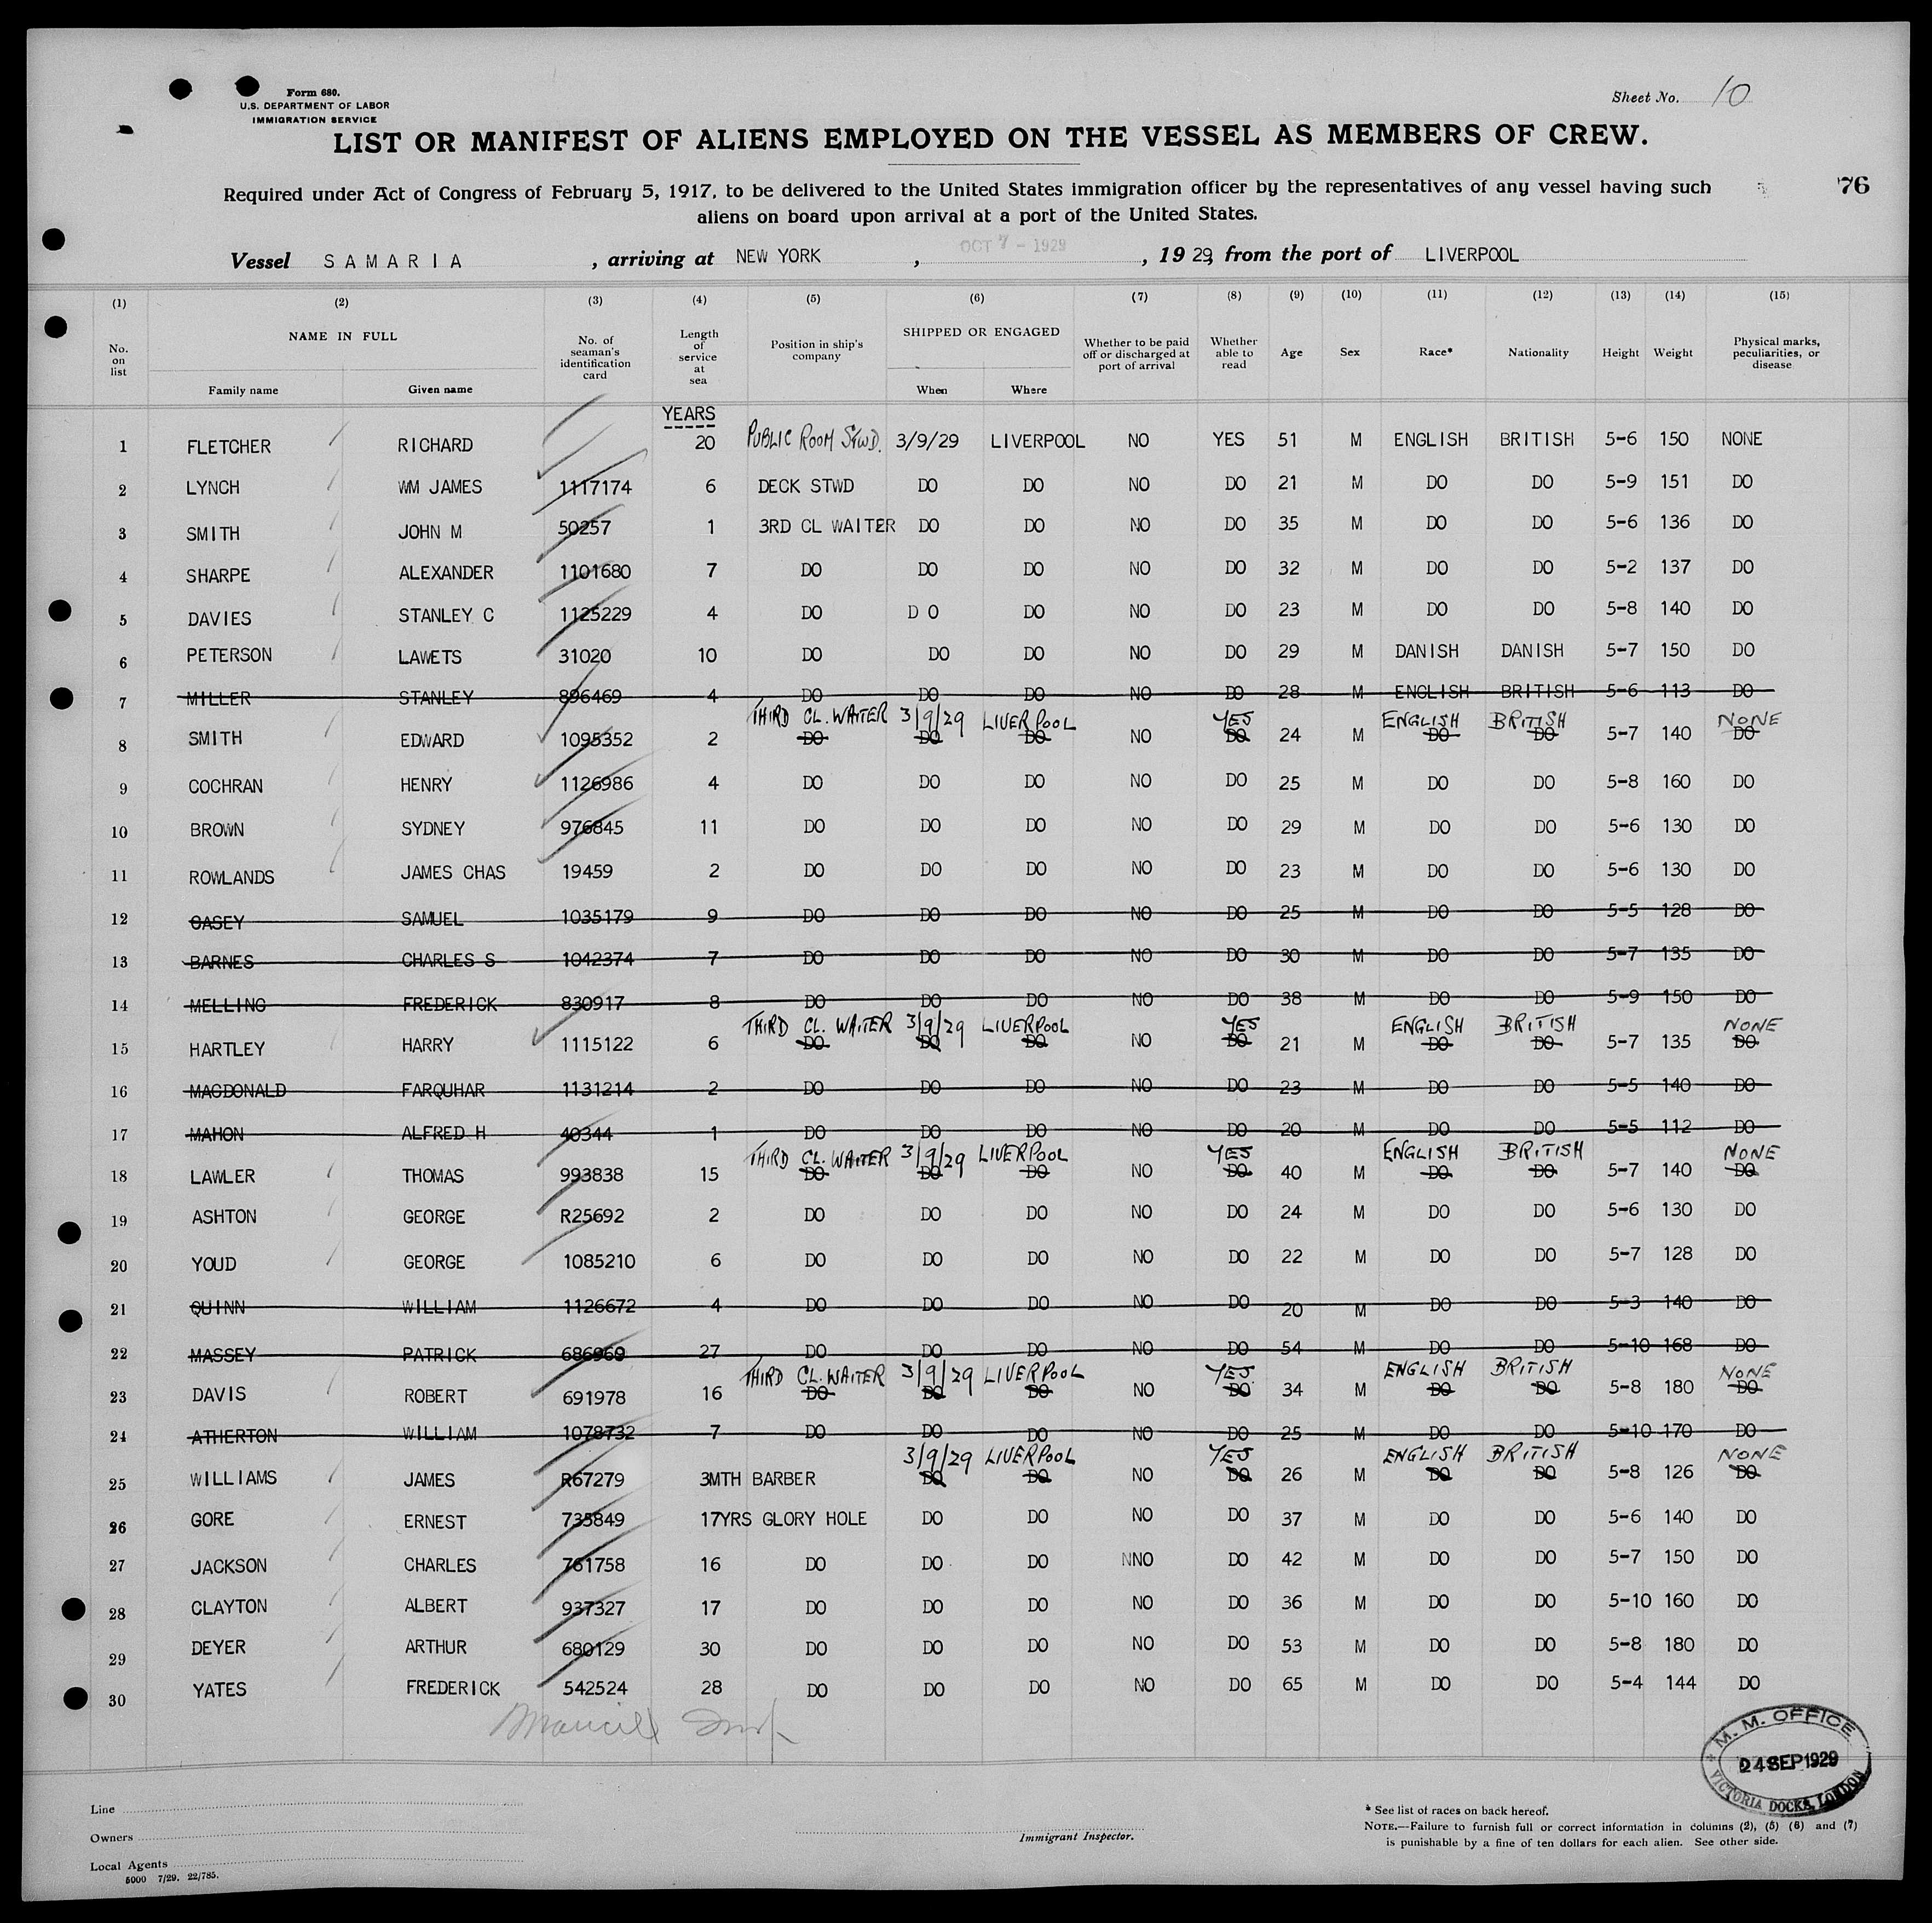 Form 680.
U.S. DEPARTMENT OF LABOR
IMMIGRATION SERVICE
Sheet No. 10
LIST OR MANIFEST OF ALIENS EMPLOYED ON THE VESSEL AS MEMBERS OF CREW.
Required under Act of Congress of February 5, 1917, to be delivered to the United States immigration officer by the representatives of any vessel having such
76
aliens on board upon arrival at a port of the United States.
Vessel SAMARIA, arriving at NEW YORK, OCT 7 - 1929, 1929, from the port of LIVERPOOL
(1) (2) (3) (4) (5) (6) (7) (8) (9) (10) (11) (12) (13) (14) (15)
No. on list NAME IN FULL Family name Given name No. of seaman's identification card Length of service at sea Position in ship's company SHIPPED OR ENGAGED When Where Whether to be paid off or discharged at port of arrival Whether able to read Age Sex Race* Nationality Height Weight Physical marks, peculiarities, or disease
YEARS
1 FLETCHER RICHARD 20 PUBLIC ROOM STWD. 3/9/29 LIVERPOOL NO YES 51 M ENGLISH BRITISH 5-6 150 NONE
2 LYNCH WM JAMES 1117174 6 DECK STWD DO DO NO DO 21 M DO DO 5-9 151 DO
3 SMITH JOHN M 50257 1 3RD CL WAITER DO DO NO DO 35 M DO DO 5-6 136 DO
4 SHARPE ALEXANDER 1101680 7 DO DO DO NO DO 32 M DO DO 5-2 137 DO
5 DAVIES STANLEY C 1125229 4 DO D O DO NO DO 23 M DO DO 5-8 140 DO
6 PETERSON LAWETS 31020 10 DO DO DO NO DO 29 M DANISH DANISH 5-7 150 DO
7 MILLER STANLEY 896469 4 DO DO DO NO DO 28 M ENGLISH BRITISH 5-6 113 DO
THIRD CL. WAITER 3/9/29 LIVERPOOL YES ENGLISH BRITISH NONE
8 SMITH EDWARD 1095352 2 DO DO DO NO DO 24 M DO DO 5-7 140 DO
9 COCHRAN HENRY 1126986 4 DO DO DO NO DO 25 M DO DO 5-8 160 DO
10 BROWN SYDNEY 976845 11 DO DO DO NO DO 29 M DO DO 5-6 130 DO
11 ROWLANDS JAMES CHAS 19459 2 DO DO DO NO DO 23 M DO DO 5-6 130 DO
12 CASEY SAMUEL 1035179 9 DO DO DO NO DO 25 M DO DO 5-5 128 DO
13 BARNES CHARLES S 1042374 7 DO DO DO NO DO 30 M DO DO 5-7 135 DO
14 MELLING FREDERICK 830917 8 DO DO DO NO DO 38 M DO DO 5-9 150 DO
THIRD CL. WAITER 3/9/29 LIVERPOOL YES ENGLISH BRITISH NONE
15 HARTLEY HARRY 1115122 6 DO DO DO NO DO 21 M DO DO 5-7 135 DO
16 MACDONALD FARQUHAR 1131214 2 DO DO DO NO DO 23 M DO DO 5-5 140 DO
17 MAHON ALFRED H 40344 1 DO DO DO NO DO 20 M DO DO 5-5 112 DO
THIRD CL. WAITER 3/9/29 LIVERPOOL YES ENGLISH BRITISH NONE
18 LAWLER THOMAS 993838 15 DO DO DO NO DO 40 M DO DO 5-7 140 DO
19 ASHTON GEORGE R25692 2 DO DO DO NO DO 24 M DO DO 5-6 130 DO
20 YOUD GEORGE 1085210 6 DO DO DO NO DO 22 M DO DO 5-7 128 DO
21 QUINN WILLIAM 1126672 4 DO DO DO NO DO 20 M DO DO 5-3 140 DO
22 MASSEY PATRICK 686969 27 DO DO DO NO DO 54 M DO DO 5-10 168 DO
THIRD CL. WAITER 3/9/29 LIVERPOOL YES ENGLISH BRITISH NONE
23 DAVIS ROBERT 691978 16 DO DO DO NO DO 34 M DO DO 5-8 180 DO
24 ATHERTON WILLIAM 1078732 7 DO DO DO NO DO 25 M DO DO 5-10 170 DO
3/9/29 LIVERPOOL YES ENGLISH BRITISH NONE
25 WILLIAMS JAMES R67279 3MTH BARBER DO DO NO DO 26 M DO DO 5-8 126 DO
26 GORE ERNEST 735849 17YRS GLORY HOLE DO DO NO DO 37 M DO DO 5-6 140 DO
27 JACKSON CHARLES 761758 16 DO DO DO NNO DO 42 M DO DO 5-7 150 DO
28 CLAYTON ALBERT 937327 17 DO DO DO NO DO 36 M DO DO 5-10 160 DO
29 DEYER ARTHUR 680129 30 DO DO DO NO DO 53 M DO DO 5-8 180 DO
30 YATES FREDERICK 542524 28 DO DO DO NO DO 65 M DO DO 5-4 144 DO
M. M. OFFICE
24 SEP 1929
VICTORIA DOCKS, LONDON
Line
Owners
Local Agents
5000 7/29. 22/785.
Immigrant Inspector.
* See list of races on back hereof.
NOTE.—Failure to furnish full or correct information in columns (2), (5) (6) and (7)
is punishable by a fine of ten dollars for each alien. See other side.